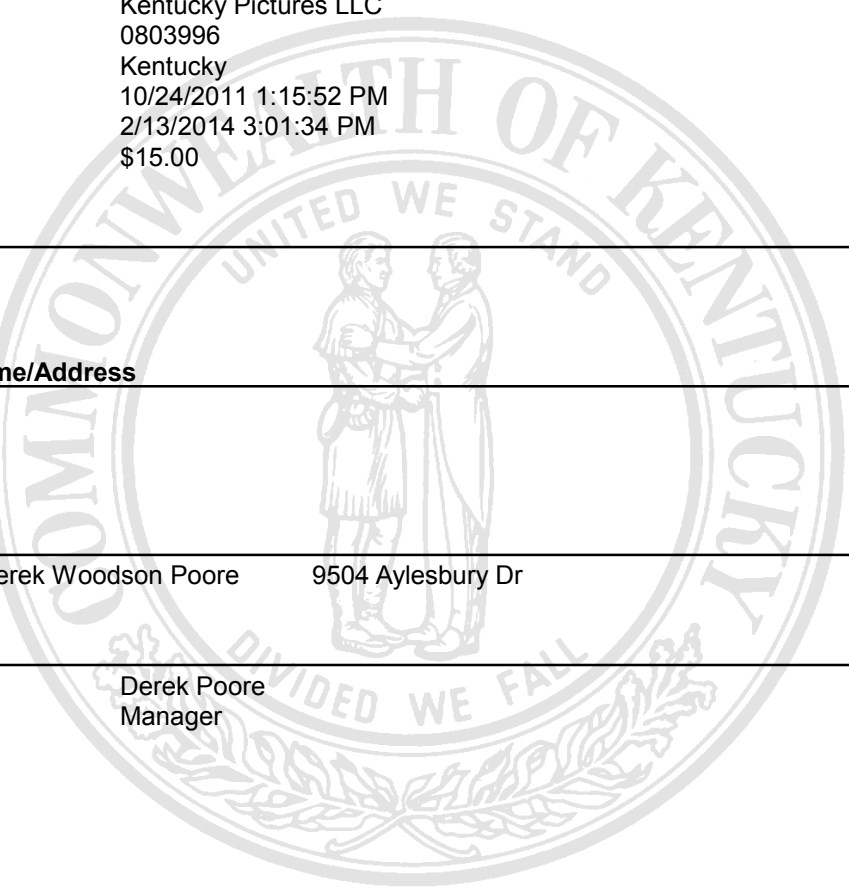 Kentucky Pictures LLC
0803996
Kentucky
10/24/2011 1:15:52 PM
2/13/2014 3:01:34 PM
$15.00
COMMONWEALTH OF KENTUCKY
UNITED WE STAND
me/Address
erek Woodson Poore 9504 Aylesbury Dr
Derek Poore
Manager
DIVIDED WE FALL